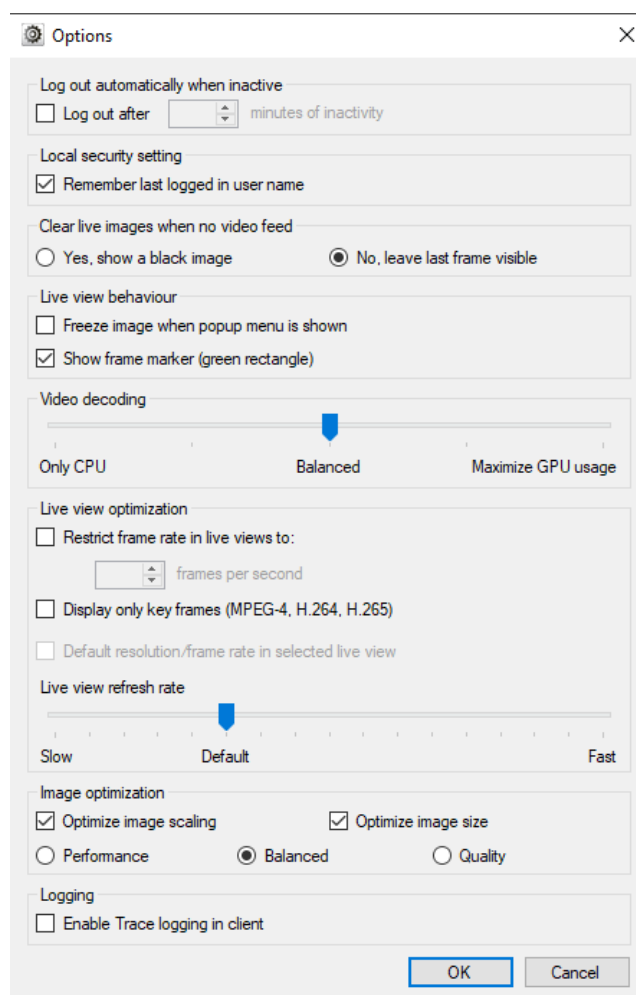 Options
Log out automatically when inactive
Log out after minutes of inactivity
Local security setting
Remember last logged in user name
Clear live images when no video feed
Yes, show a black image No, leave last frame visible
Live view behaviour
Freeze image when popup menu is shown
Show frame marker (green rectangle)
Video decoding
Only CPU Balanced Maximize GPU usage
Live view optimization
Restrict frame rate in live views to:
frames per second
Display only key frames (MPEG-4, H.264, H.265)
Default resolution/frame rate in selected live view
Live view refresh rate
Slow Default Fast
Image optimization
Optimize image scaling Optimize image size
Performance Balanced Quality
Logging
Enable Trace logging in client
OK Cancel